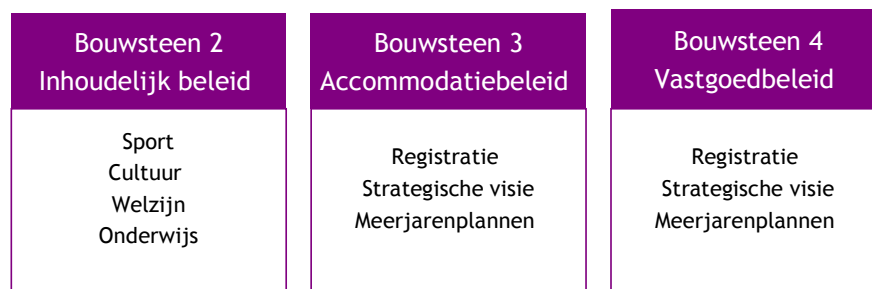 Bouwsteen 2
Inhoudelijk beleid
Sport
Cultuur
Welzijn
Onderwijs
Bouwsteen 3
Accommodatiebeleid
Registratie
Strategische visie
Meerjarenplannen
Bouwsteen 4
Vastgoedbeleid
Registratie
Strategische visie
Meerjarenplannen